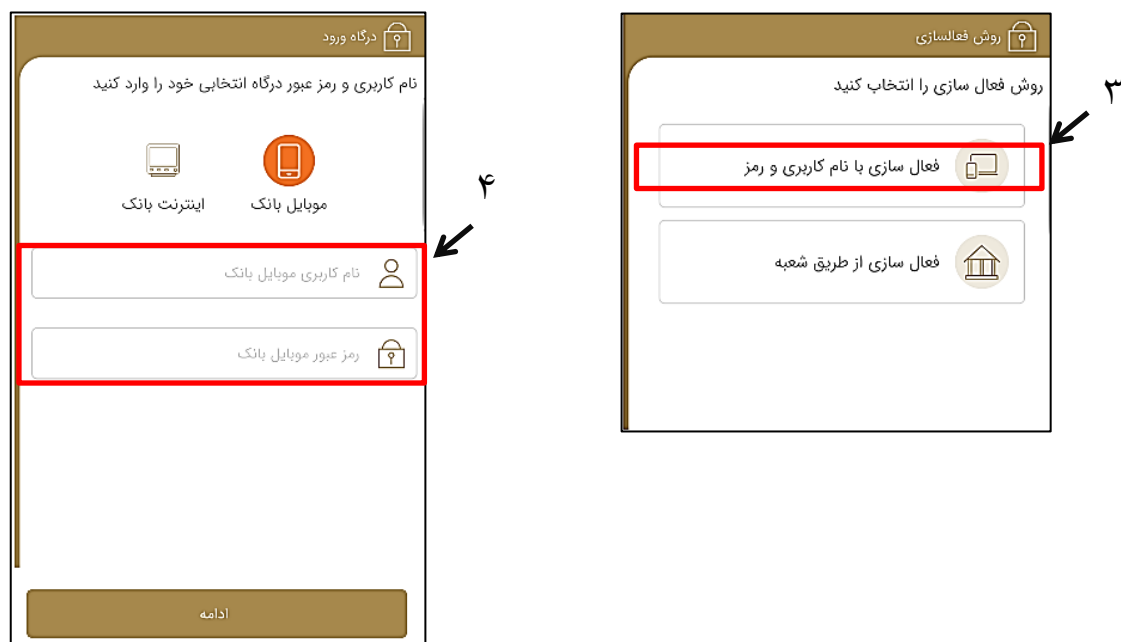 روش فعالسازی
روش فعال سازی را انتخاب کنید
۳
فعال سازی با نام کاربری و رمز
فعال سازی از طریق شعبه
درگاه ورود
نام کاربری و رمز عبور درگاه انتخابی خود را وارد کنید
موبایل بانک
اینترنت بانک
۴
نام کاربری موبایل بانک
رمز عبور موبایل بانک
ادامه